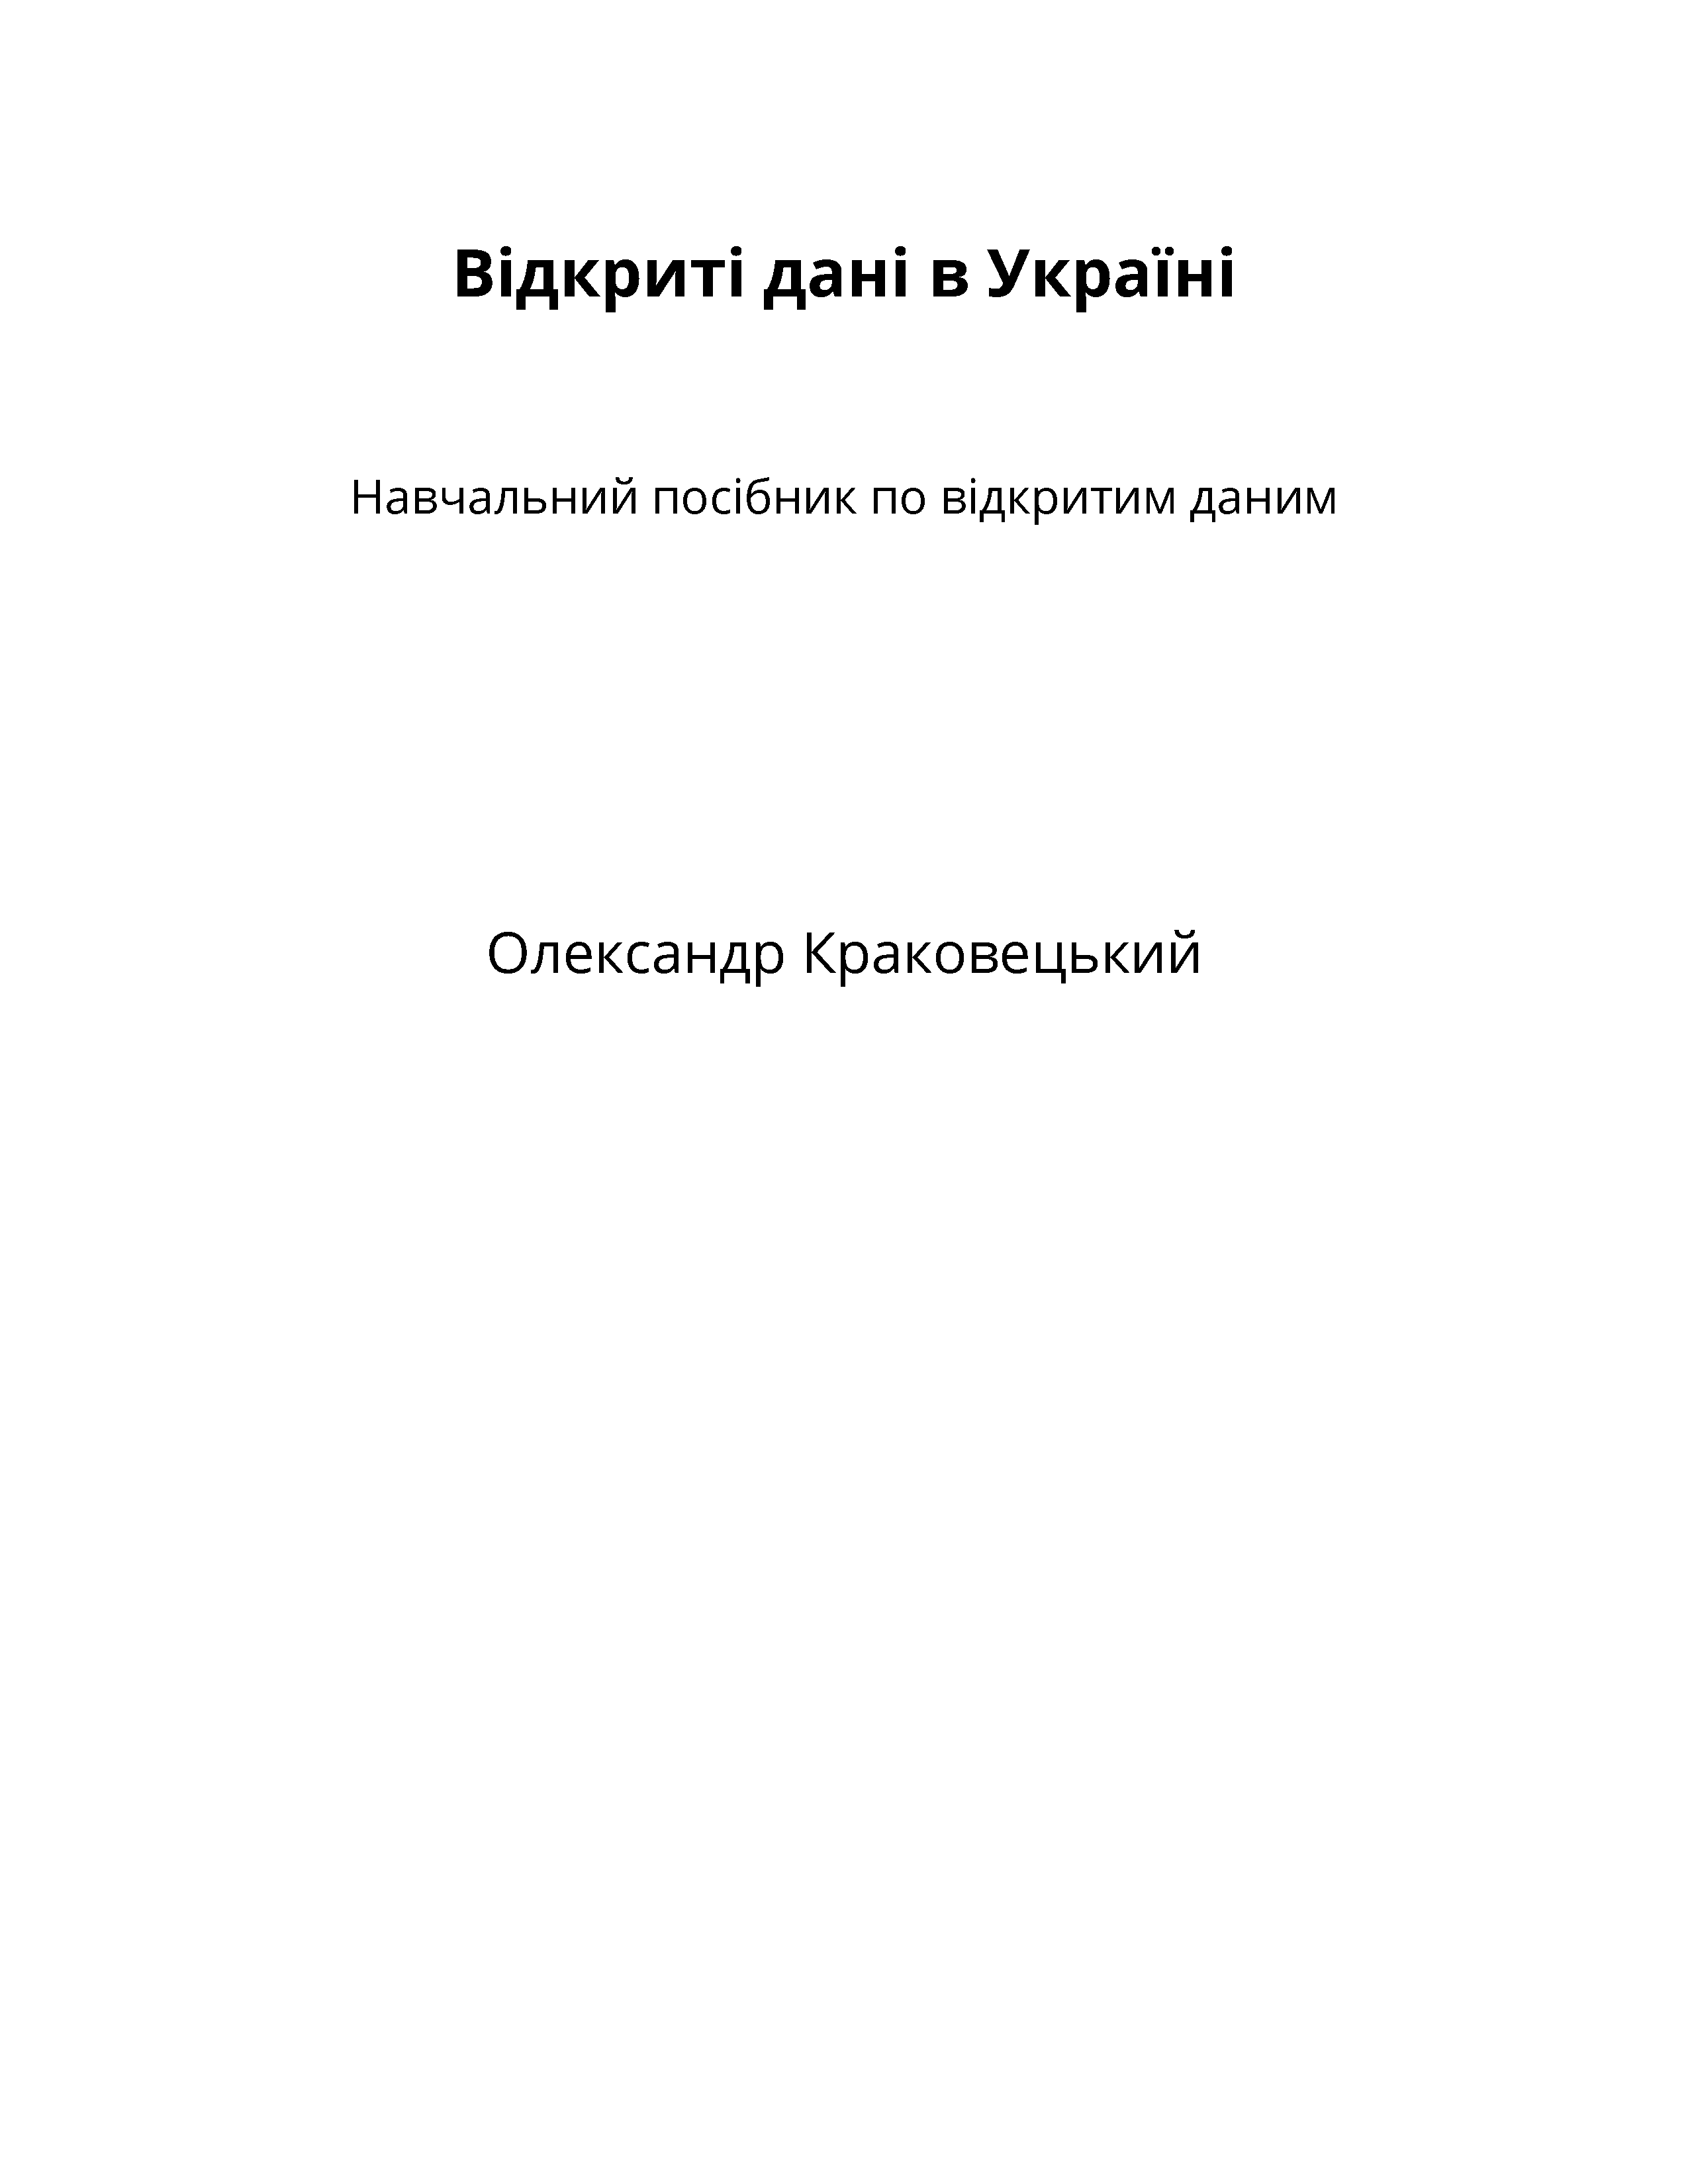 Відкриті дані в Україні
Навчальний посібник по відкритим даним
Олександр Краковецький